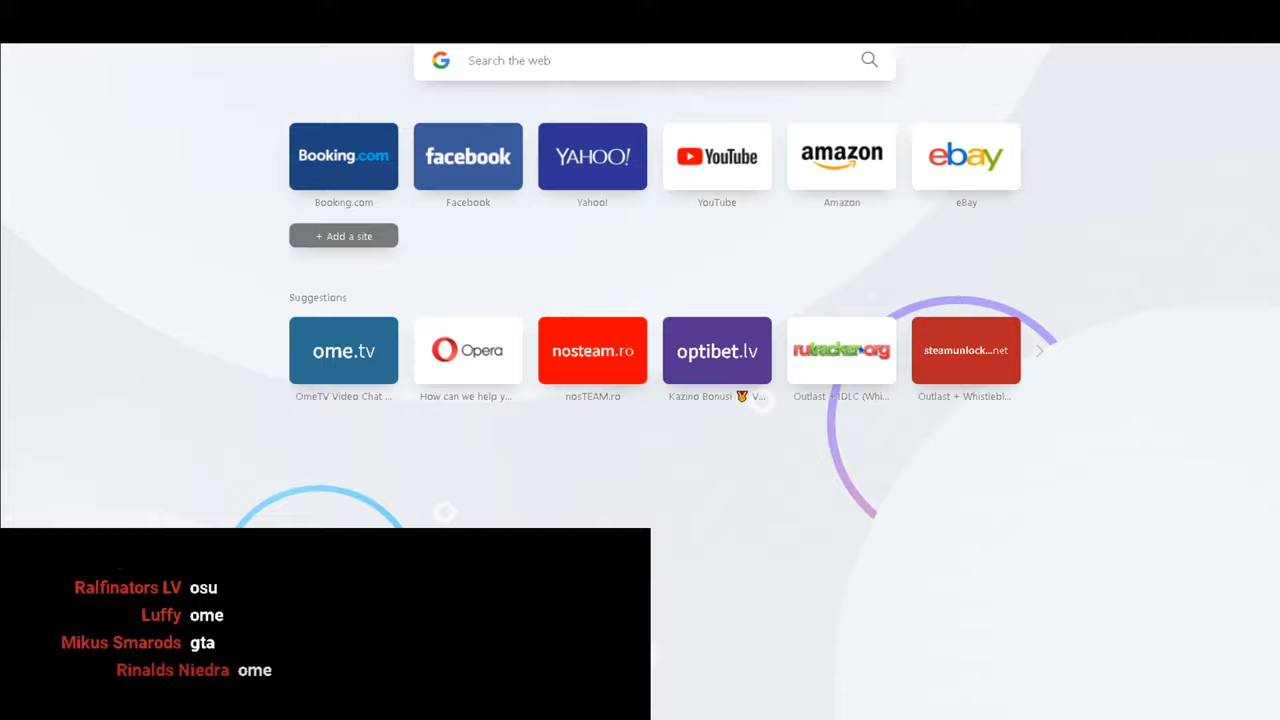 Search the web
Booking.com facebook YAHOO! YouTube amazon ebay
Booking.com Facebook Yahoo! YouTube Amazon eBay
+ Add a site
Suggestions
ome.tv Opera nosteam.ro optibet.lv rutracker.org steamunlock...net
OmeTV Video Chat ... How can we help y... nosTEAM.ro Kazino Bonusi 🏅 V... Outlast + 1DLC (Whi... Outlast + Whistlebl...
Ralfinators LV osu
Luffy ome
Mikus Smarods gta
Rinalds Niedra ome